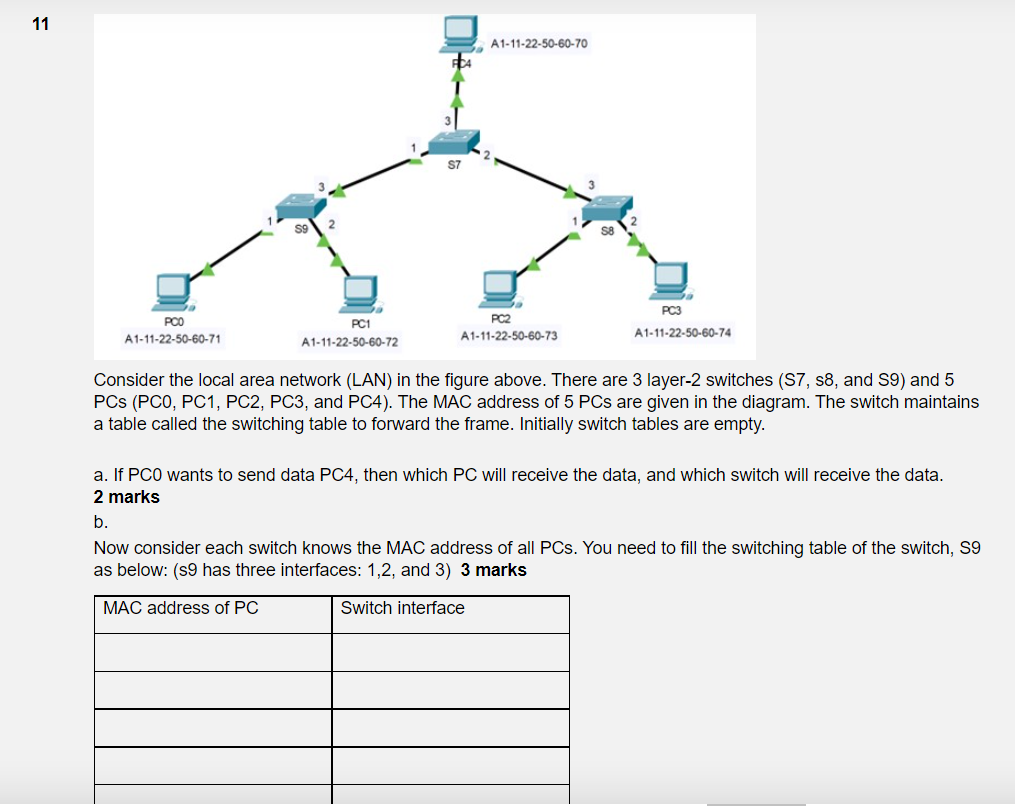 11
A1-11-22-50-60-70
PC4
3
1
2
S7
3
3
1
S9
2
1
S8
2
PC0
A1-11-22-50-60-71
PC1
A1-11-22-50-60-72
PC2
A1-11-22-50-60-73
PC3
A1-11-22-50-60-74
Consider the local area network (LAN) in the figure above. There are 3 layer-2 switches (S7, s8, and S9) and 5
PCs (PC0, PC1, PC2, PC3, and PC4). The MAC address of 5 PCs are given in the diagram. The switch maintains
a table called the switching table to forward the frame. Initially switch tables are empty.
a. If PC0 wants to send data PC4, then which PC will receive the data, and which switch will receive the data.
2 marks
b.
Now consider each switch knows the MAC address of all PCs. You need to fill the switching table of the switch, S9
as below: (s9 has three interfaces: 1,2, and 3) 3 marks
MAC address of PC
Switch interface